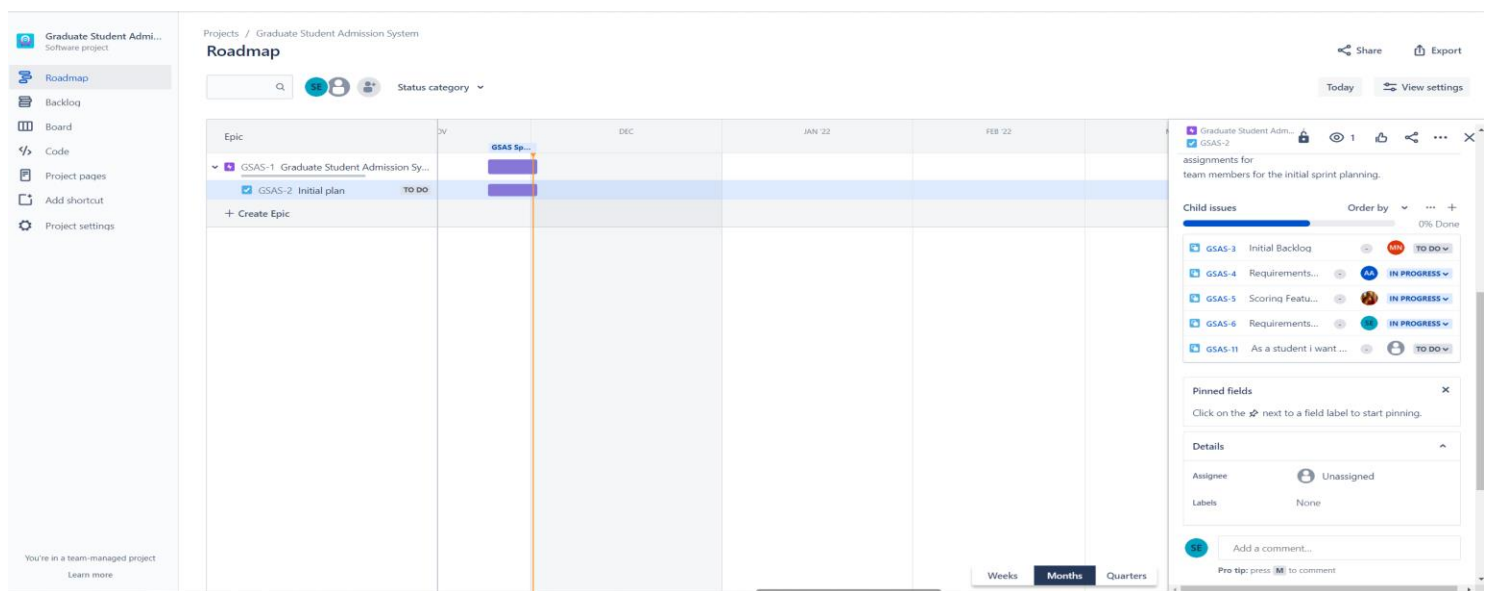 Graduate Student Admi...
Software project
Roadmap
Backlog
Board
Code
Project pages
Add shortcut
Project settings
You're in a team-managed project
Learn more
Projects / Graduate Student Admission System
Roadmap
Share
Export
SE
Status category
Today
View settings
Epic
OV
DEC
JAN '22
FEB '22
GSAS Sp...
GSAS-1 Graduate Student Admission Sy...
GSAS-2 Initial plan TO DO
+ Create Epic
Weeks Months Quarters
Graduate Student Adm...
GSAS-2
1
assignments for
team members for the initial sprint planning.
Child issues
Order by
0% Done
GSAS-3 Initial Backlog - MN TO DO
GSAS-4 Requirements... - AA IN PROGRESS
GSAS-5 Scoring Featu... - IN PROGRESS
GSAS-6 Requirements... - SE IN PROGRESS
GSAS-11 As a student i want ... - TO DO
Pinned fields
Click on the next to a field label to start pinning.
Details
Assignee Unassigned
Labels None
SE Add a comment...
Pro tip: press M to comment